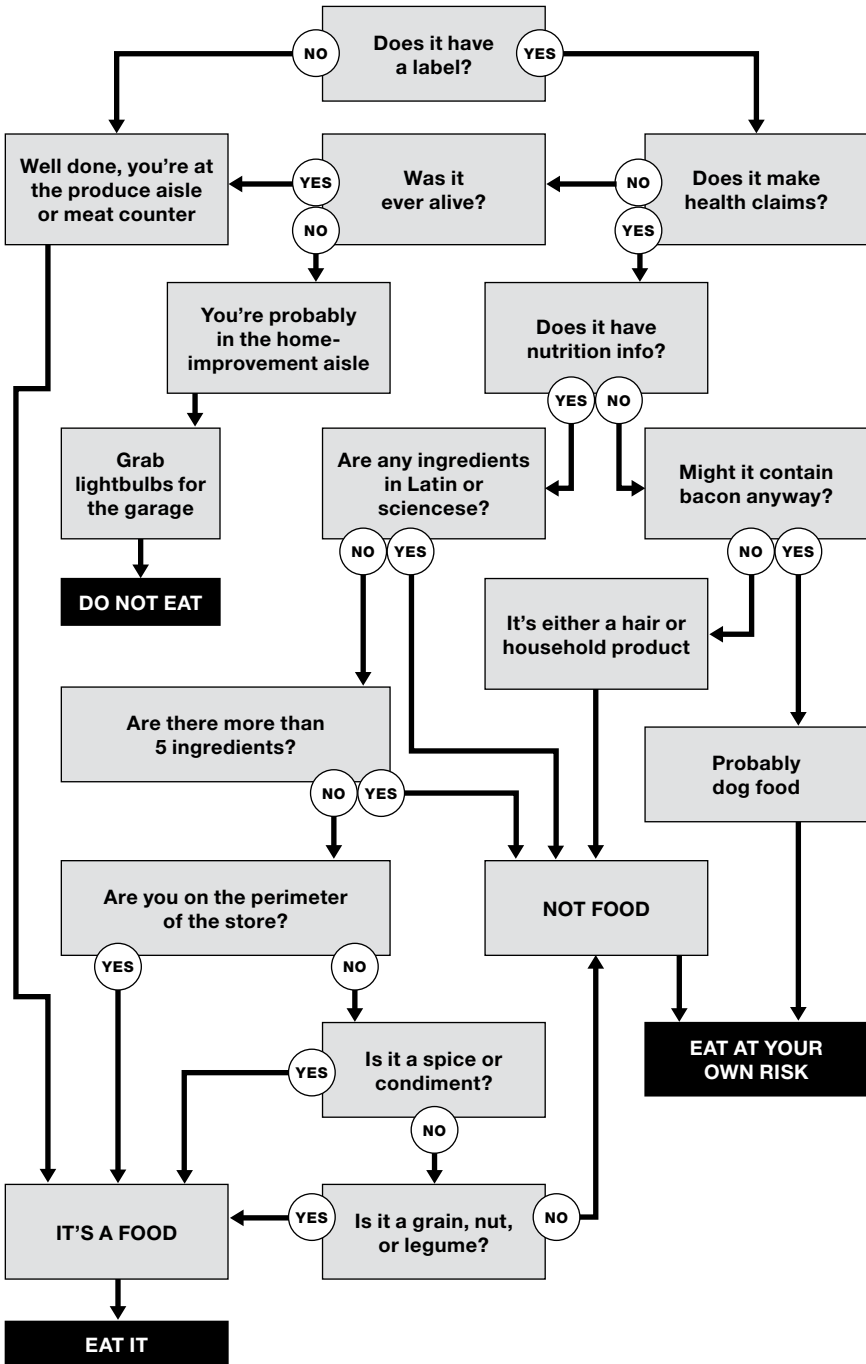 Does it have
a label?
NO
YES
Well done, you're at
the produce aisle
or meat counter
Was it
ever alive?
YES
NO
Does it make
health claims?
NO
YES
You're probably
in the home-
improvement aisle
Does it have
nutrition info?
YES
NO
Grab
lightbulbs for
the garage
Are any ingredients
in Latin or
sciencese?
NO
YES
Might it contain
bacon anyway?
NO
YES
DO NOT EAT
It's either a hair or
household product
Are there more than
5 ingredients?
NO
YES
Probably
dog food
Are you on the perimeter
of the store?
YES
NO
NOT FOOD
Is it a spice or
condiment?
YES
NO
EAT AT YOUR
OWN RISK
IT'S A FOOD
Is it a grain, nut,
or legume?
YES
NO
EAT IT